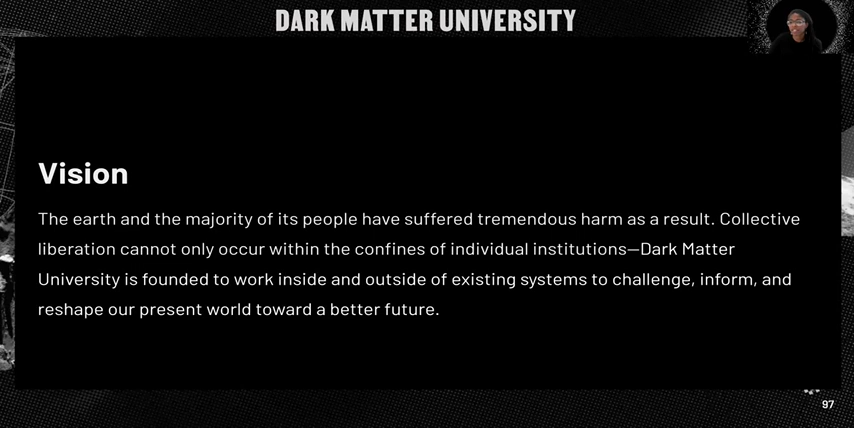 DARK MATTER UNIVERSITY
Vision
The earth and the majority of its people have suffered tremendous harm as a result. Collective
liberation cannot only occur within the confines of individual institutions—Dark Matter
University is founded to work inside and outside of existing systems to challenge, inform, and
reshape our present world toward a better future.
97